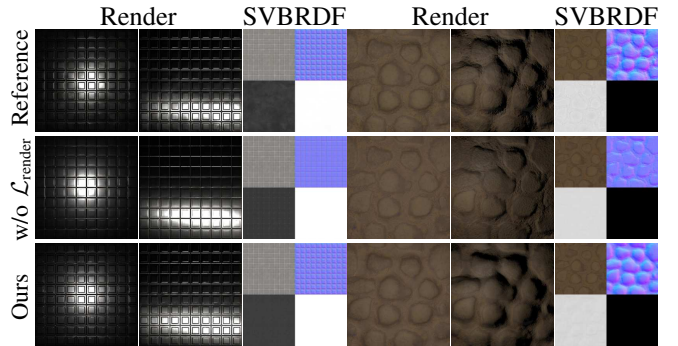 Render SVBRDF Render SVBRDF
Reference
w/o ℒrender
Ours